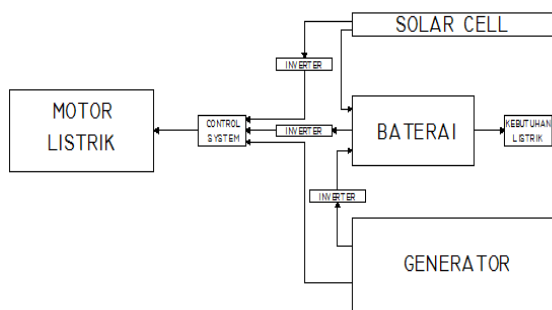 SOLAR CELL
INVERTER
MOTOR
LISTRIK
CONTROL
SYSTEM
INVERTER
BATERAI
KEBUTUHAN
LISTRIK
INVERTER
GENERATOR